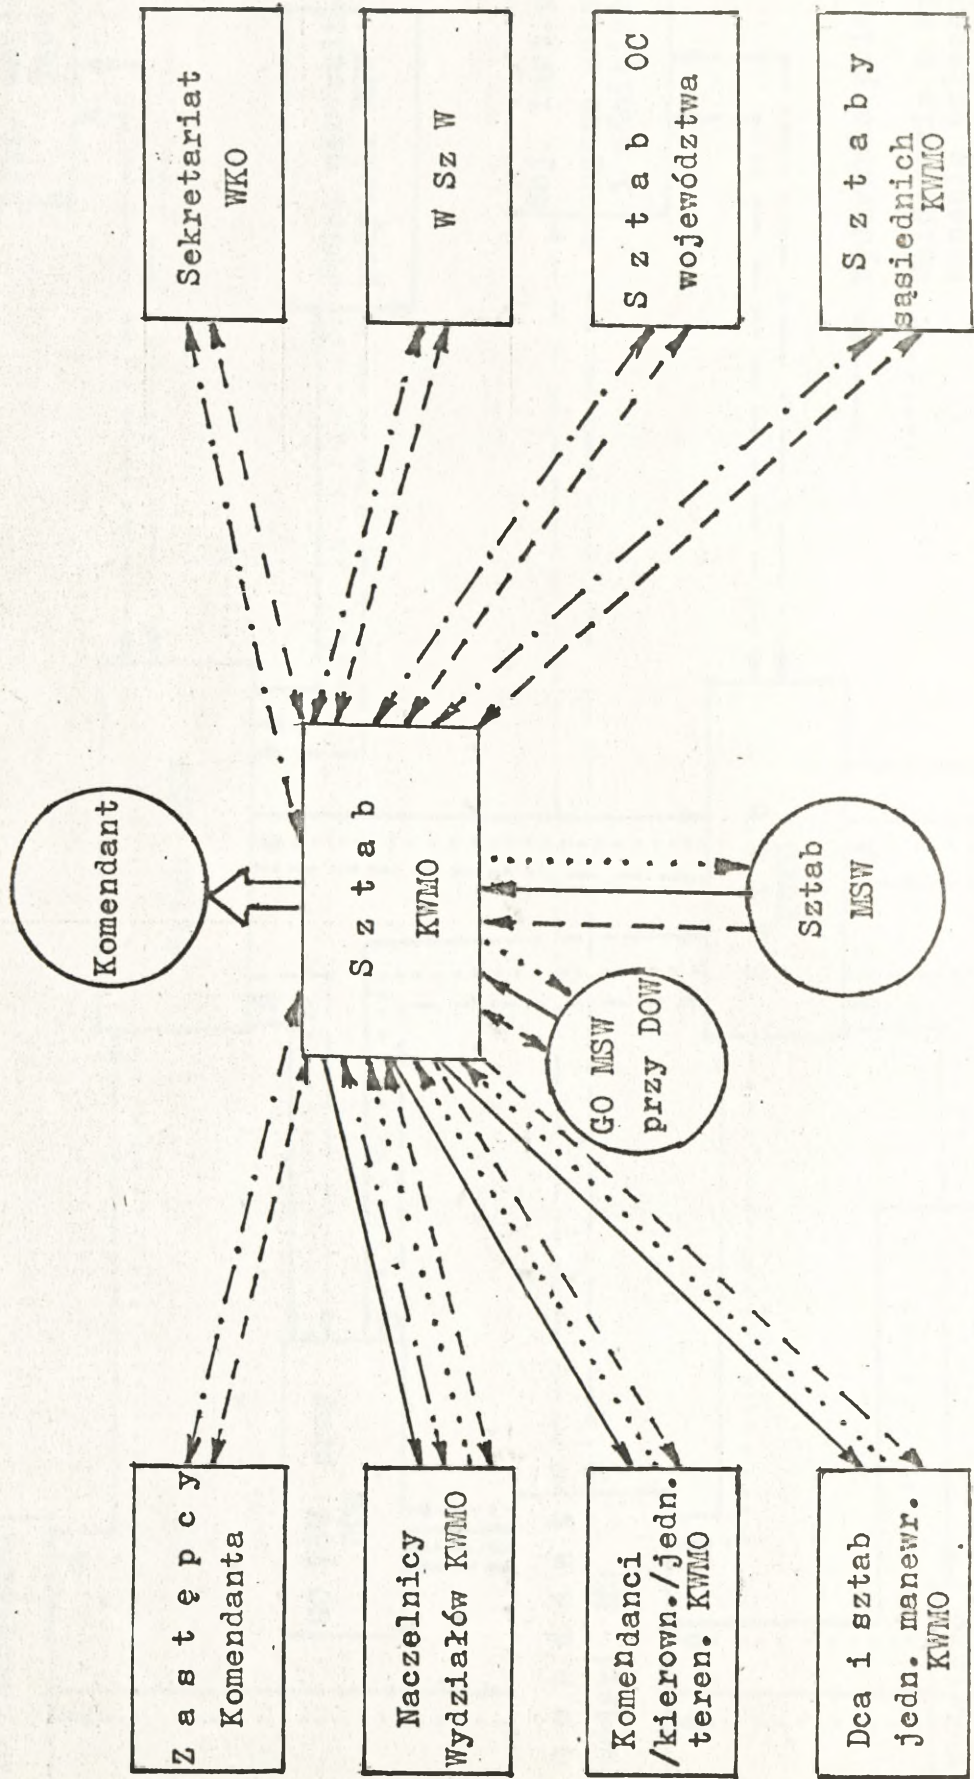 Komendant
Z a s t ę p c y
Komendanta
Naczelnicy
Wydziałów KWMO
Komendanci
/kierown./jedn.
teren. KWMO
Dca i sztab
jedn. manewr.
KWMO
S z t a b
KWMO
GO MSW
przy DOW
Sztab
MSW
Sekretariat
WKO
W Sz W
S z t a b OC
województwa
S z t a b y
sąsiednich
KWMO